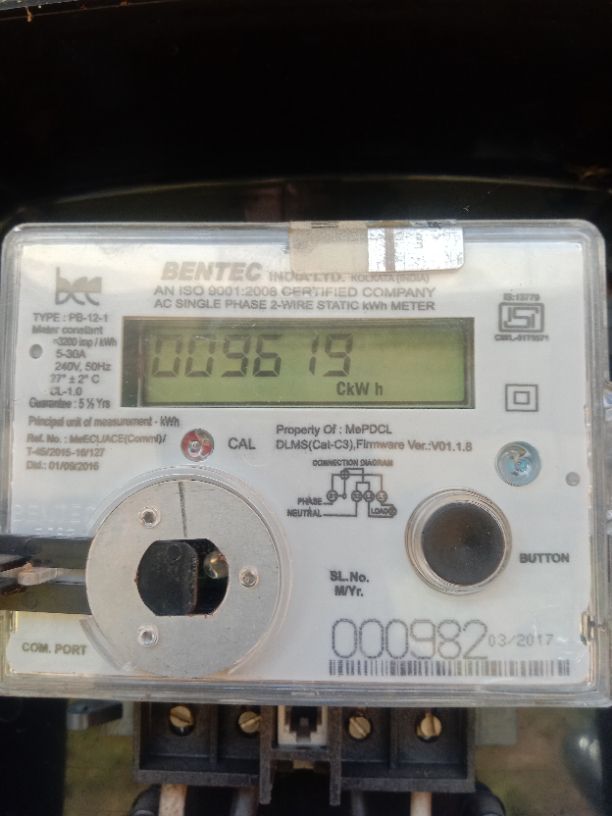 BENTEC INDIA LTD. KOLKATA (INDIA)
AN ISO 9001:2008 CERTIFIED COMPANY
AC SINGLE PHASE 2-WIRE STATIC kWh METER
TYPE : PB-12-1
Meter constant
=3200 imp / kWh
5-30A
240V, 50Hz
27° ± 2° C
CL-1.0
Guarantee : 5 ½ Yrs
IS:13779
009619
CkW h
Principal unit of measurement - kWh
Ref. No. : MeECL/ACE(Comml)/
T-45/2015-16/127
Property Of : MePDCL
DLMS(Cat-C3),Firmware Ver.:V01.1.8
CAL
CONNECTION DIAGRAM
PHASE
NEUTRAL
LOAD
BUTTON
SL.No.
M/Yr.
000982 03/2017
COM. PORT